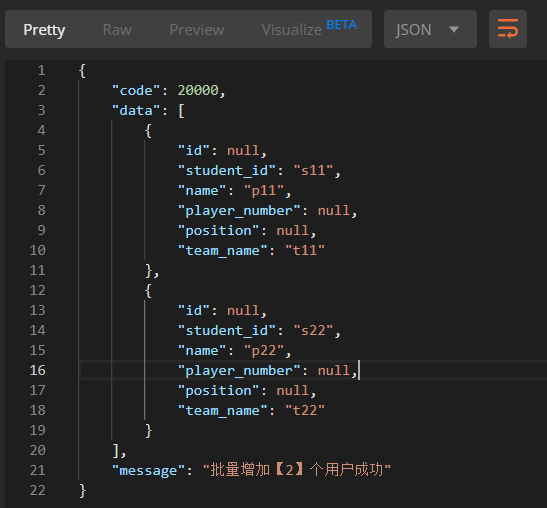 Pretty Raw Preview Visualize BETA JSON
1 {
2 "code": 20000,
3 "data": [
4 {
5 "id": null,
6 "student_id": "s11",
7 "name": "p11",
8 "player_number": null,
9 "position": null,
10 "team_name": "t11"
11 },
12 {
13 "id": null,
14 "student_id": "s22",
15 "name": "p22",
16 "player_number": null,
17 "position": null,
18 "team_name": "t22"
19 }
20 ],
21 "message": "批量增加【2】个用户成功"
22 }